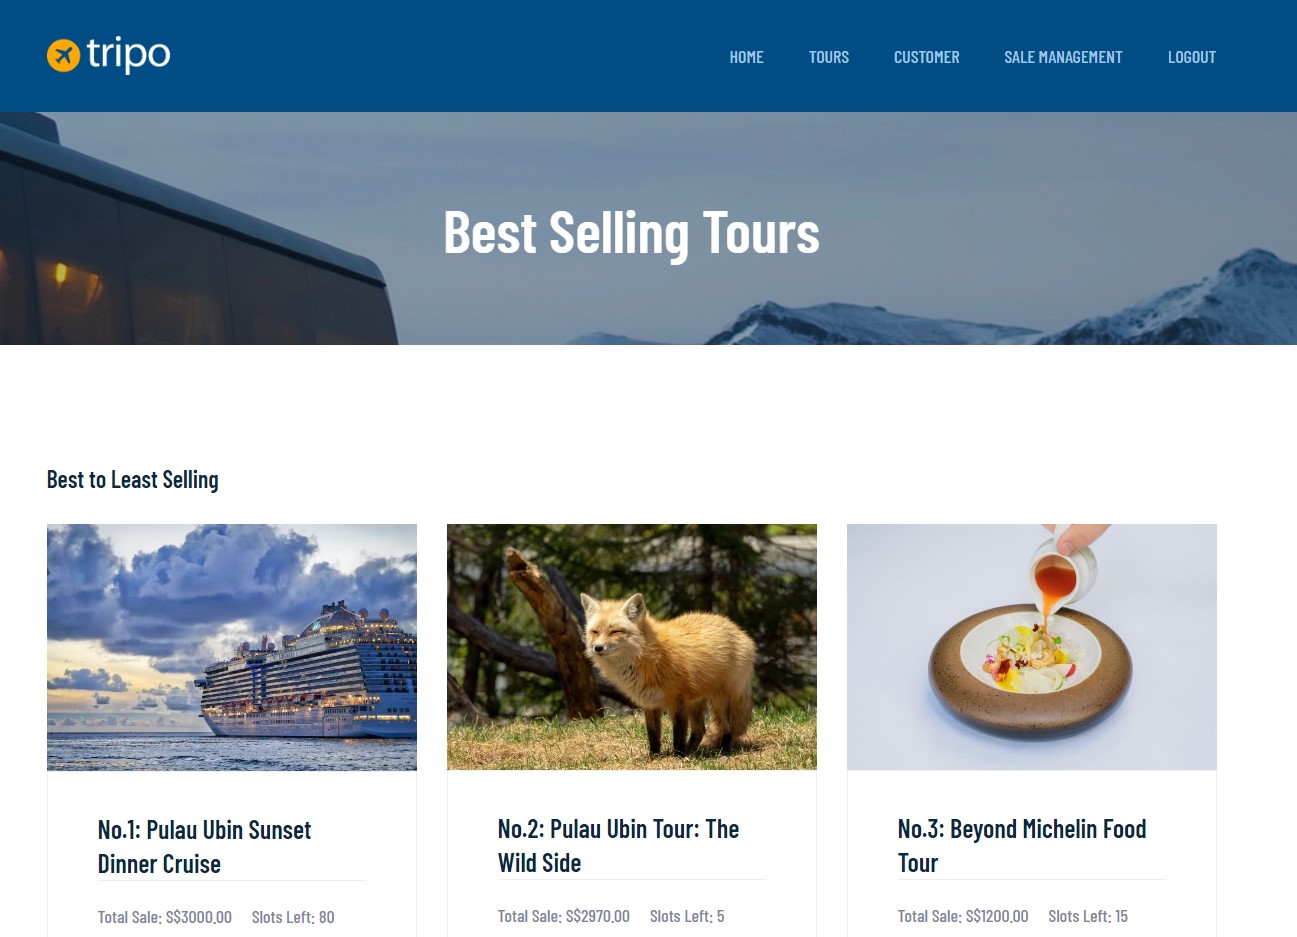 tripo
HOME TOURS CUSTOMER SALE MANAGEMENT LOGOUT
Best Selling Tours
Best to Least Selling
No.1: Pulau Ubin Sunset
Dinner Cruise
Total Sale: S$3000.00 Slots Left: 80
No.2: Pulau Ubin Tour: The
Wild Side
Total Sale: S$2970.00 Slots Left: 5
No.3: Beyond Michelin Food
Tour
Total Sale: S$1200.00 Slots Left: 15